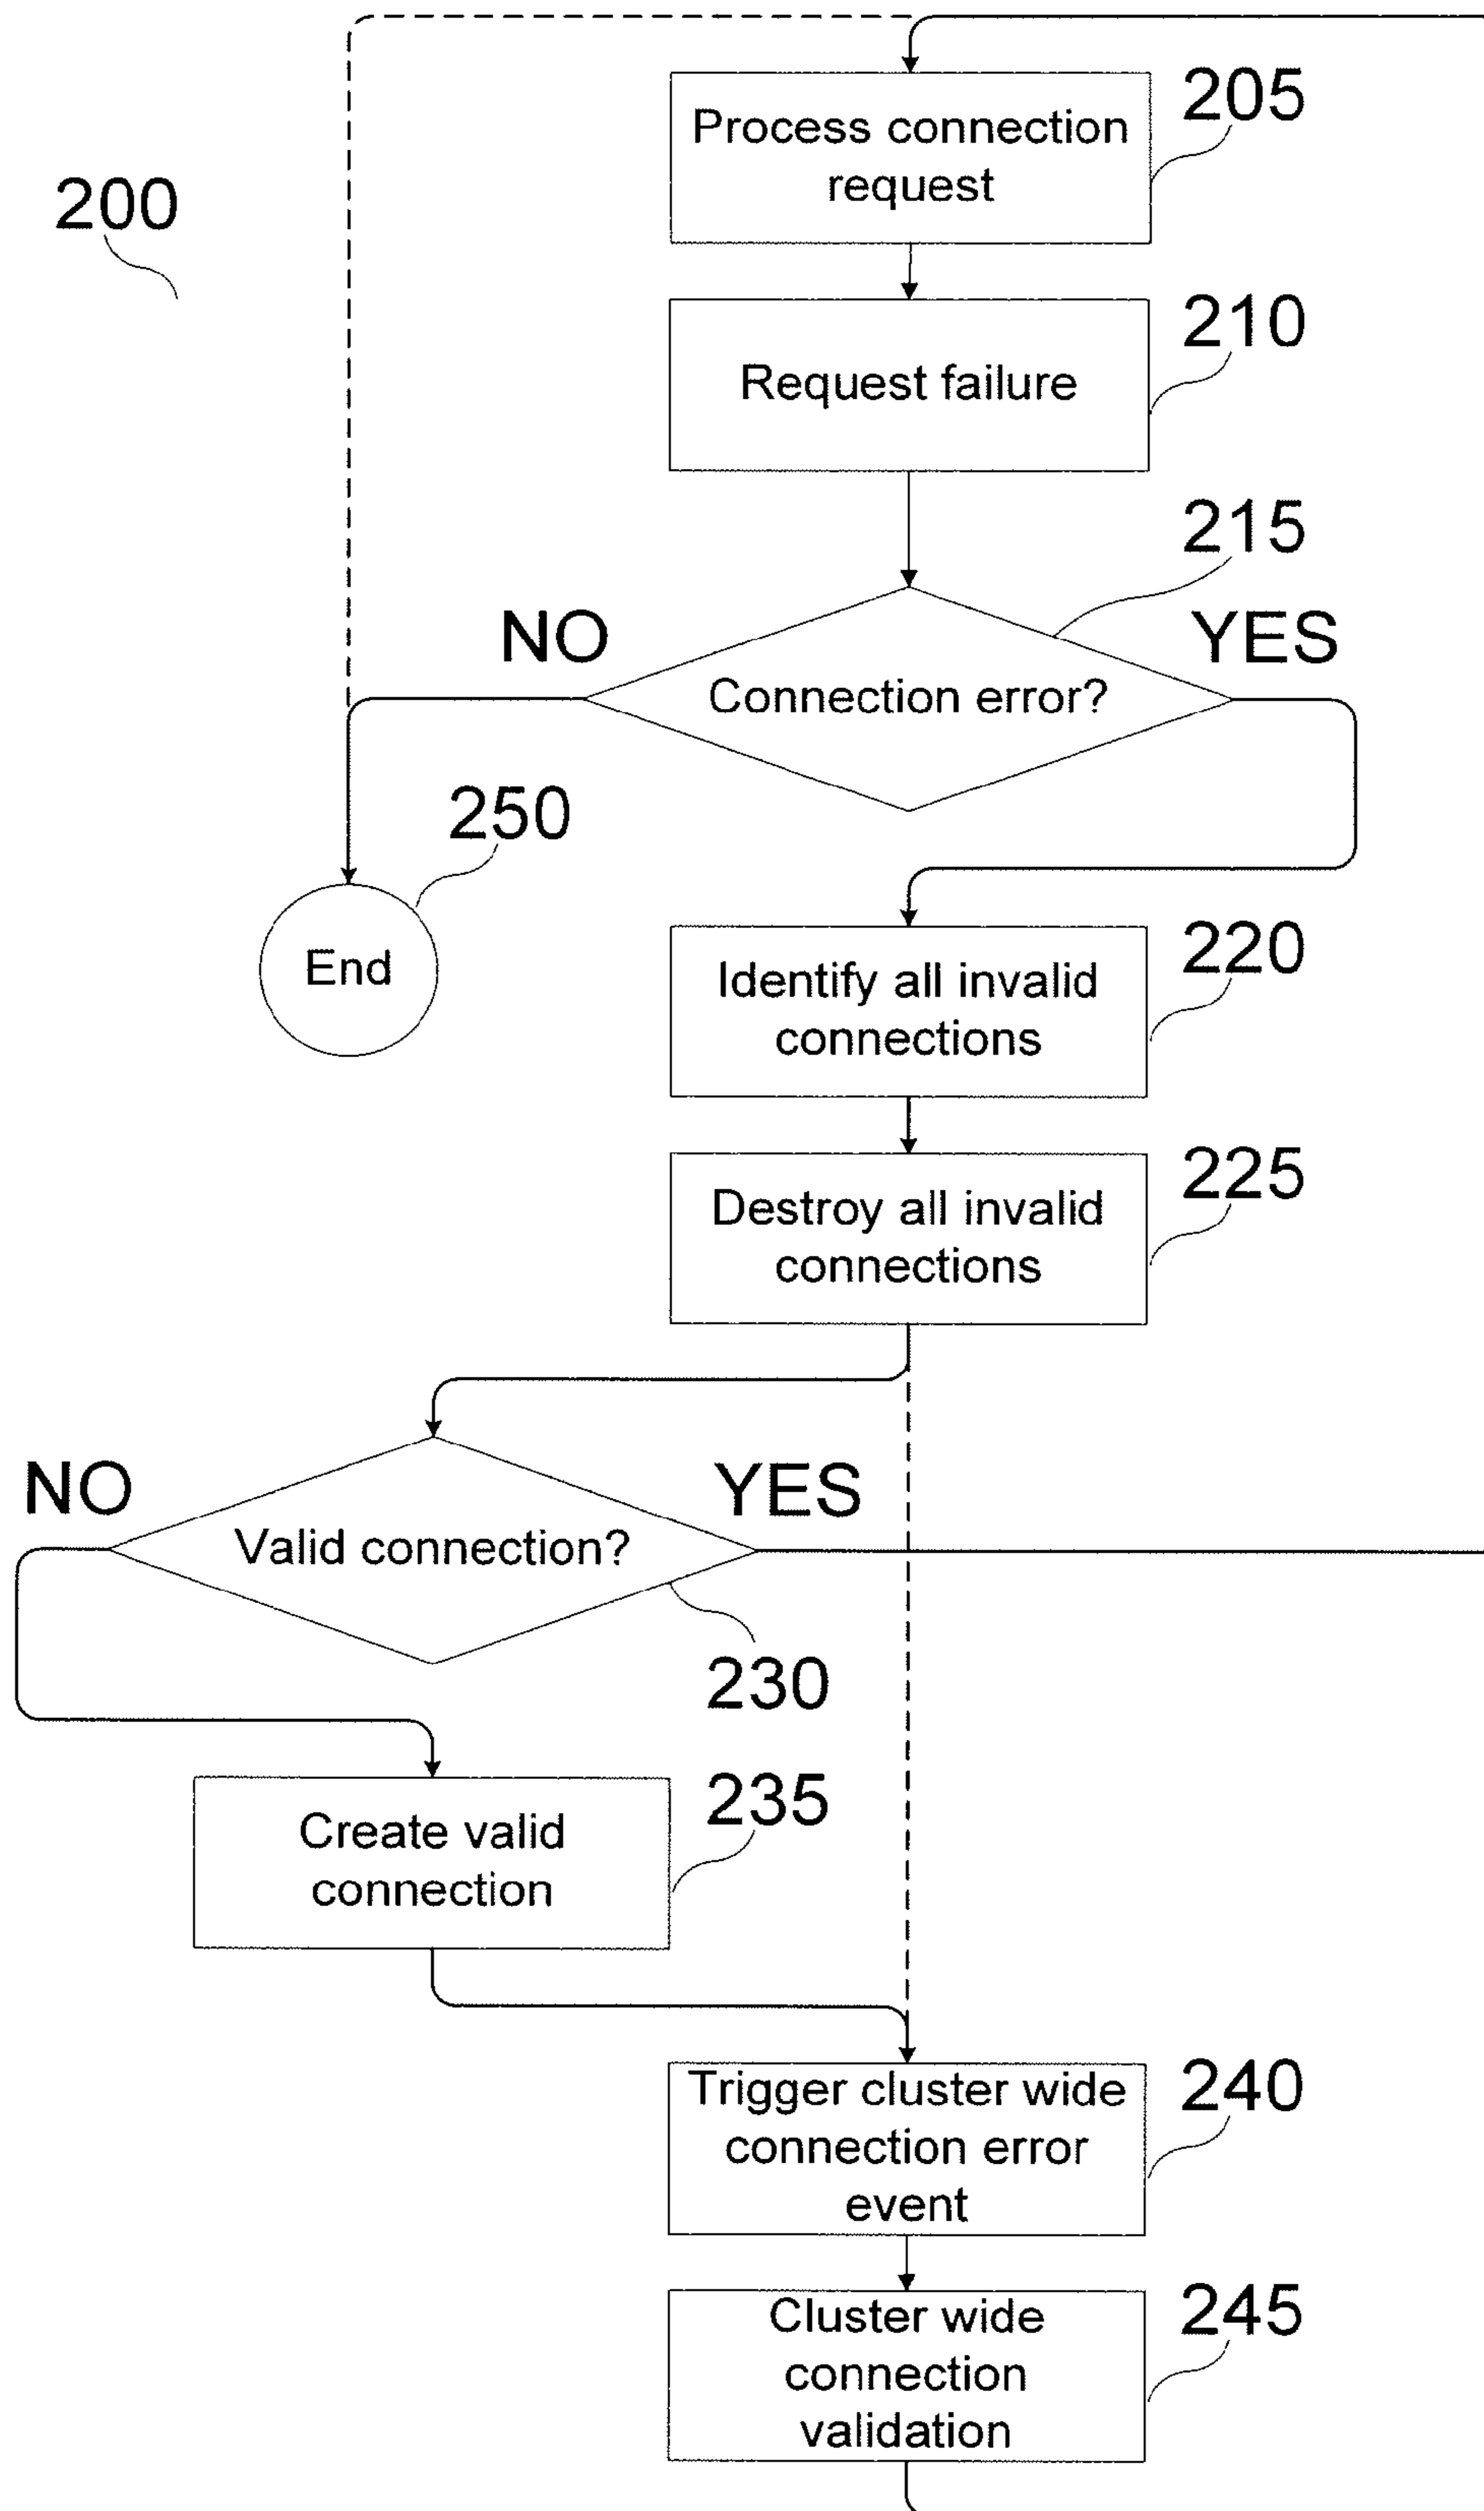 205
Process connection
request
200
210
Request failure
215
NO
YES
Connection error?
250
End
220
Identify all invalid
connections
225
Destroy all invalid
connections
NO
YES
Valid connection?
230
235
Create valid
connection
240
Trigger cluster wide
connection error
event
245
Cluster wide
connection
validation